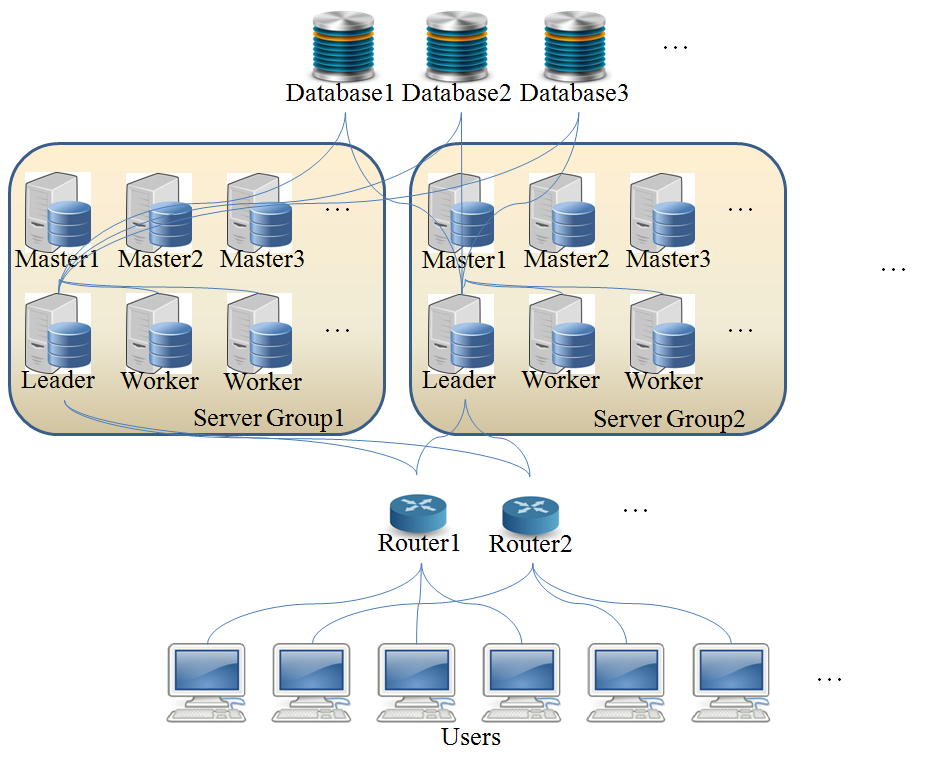 ...
Database1 Database2 Database3
... ...
Master1 Master2 Master3 Master1 Master2 Master3
...
... ...
Leader Worker Worker Leader Worker Worker
Server Group1 Server Group2
...
Router1 Router2
...
Users